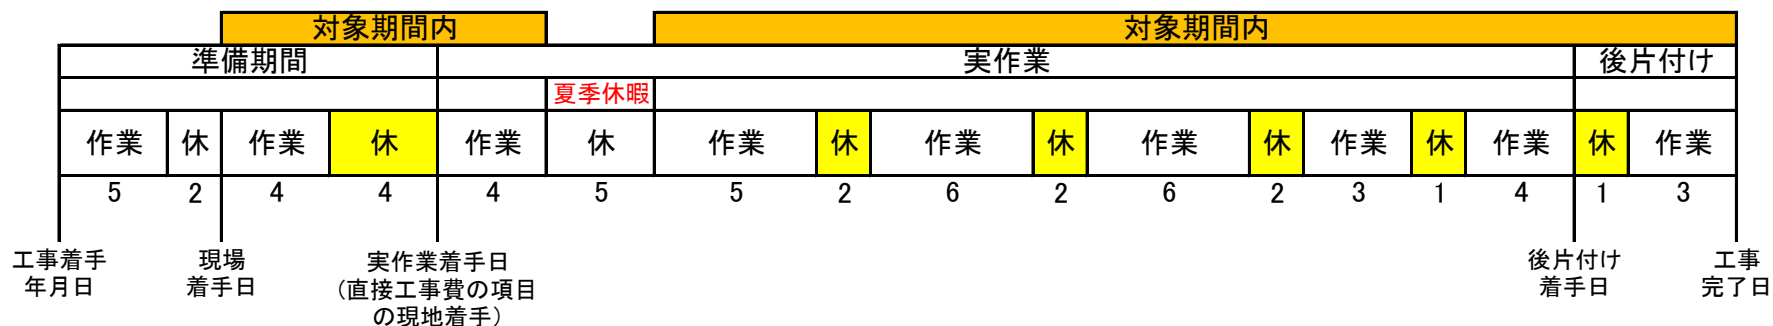 対象期間内 対象期間内
準備期間 実作業 後片付け
夏季休暇
作業 休 作業 休 作業 休 作業 休 作業 休 作業 休 作業 休 作業 休 作業
5 2 4 4 4 5 5 2 6 2 6 2 3 1 4 1 3
工事着手
年月日
現場
着手日
実作業着手日
(直接工事費の項目
の現地着手)
後片付け
着手日
工事
完了日